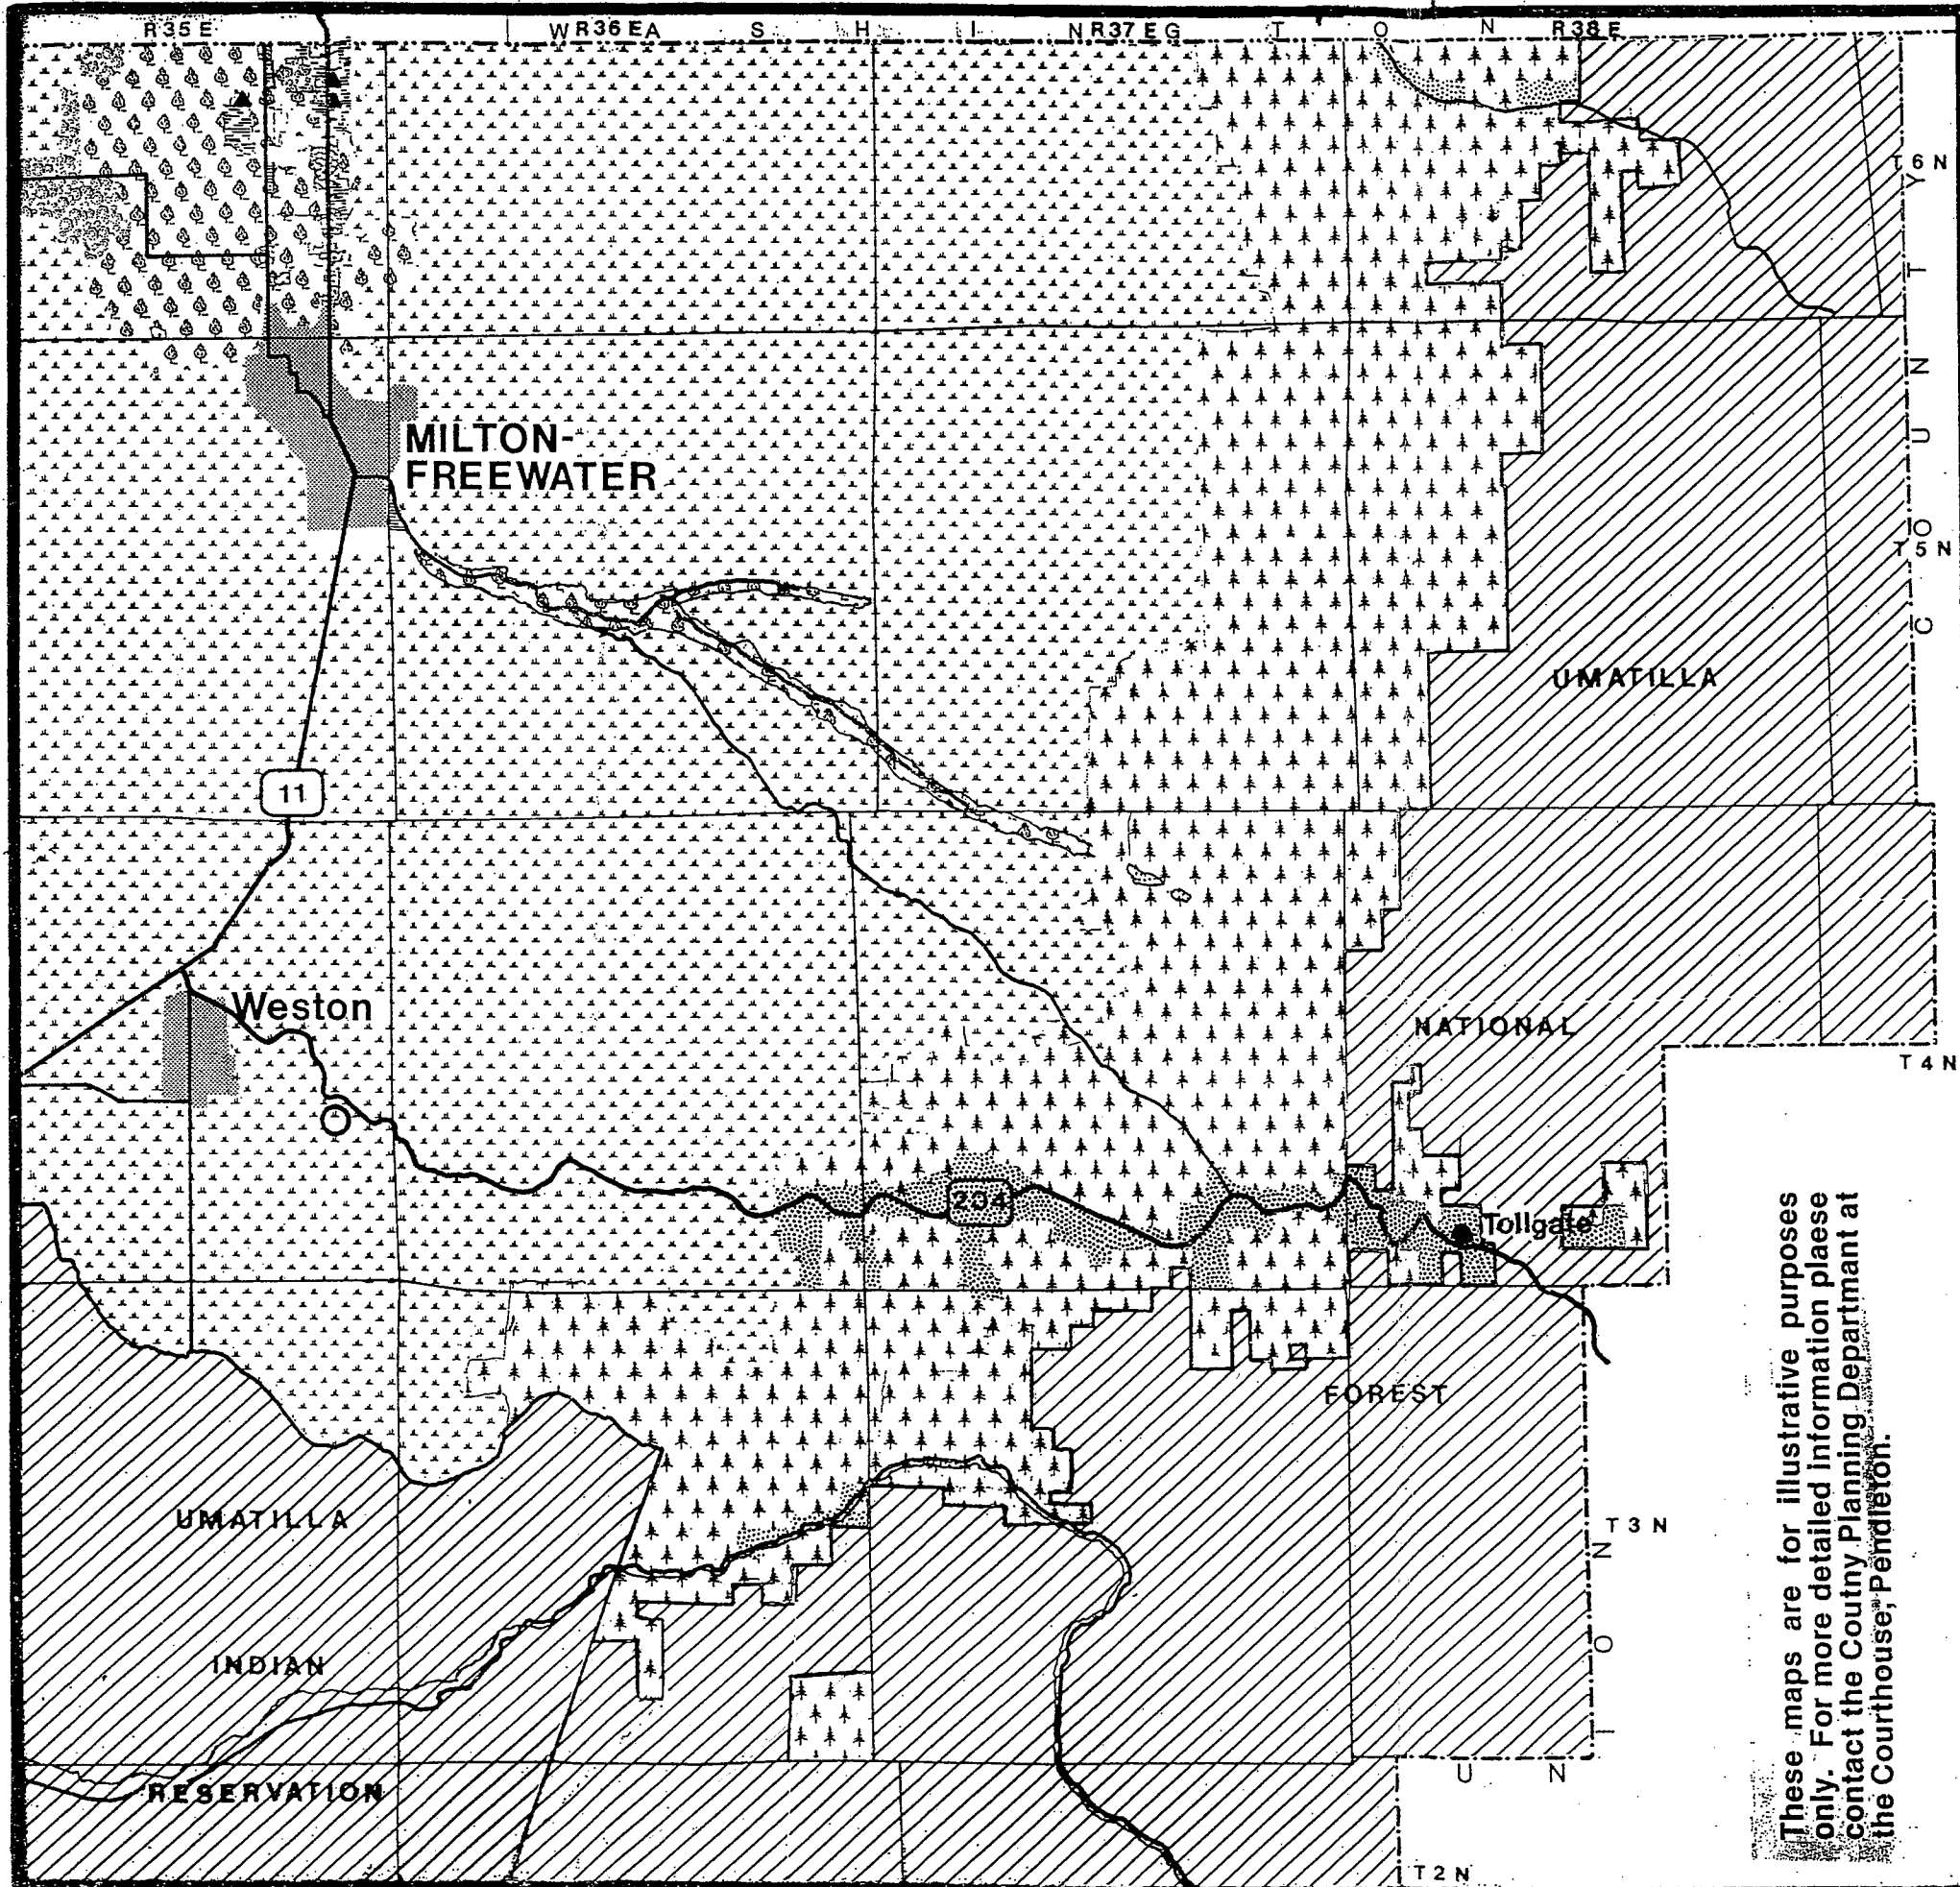 R35E W R36E A S H I N R37E G T O N R38E
T6N
Y
T
N
U
O
C
MILTON-
FREEWATER
T5N
UMATILLA
11
Weston
NATIONAL
T4N
204
Tollgate
FOREST
UMATILLA
T3N
N
O
I
INDIAN
RESERVATION
U N
T2N
These maps are for illustrative purposes
only. For more detailed information plaese
contact the Coutny Planning Departmant at
the Courthouse, Pendleton.